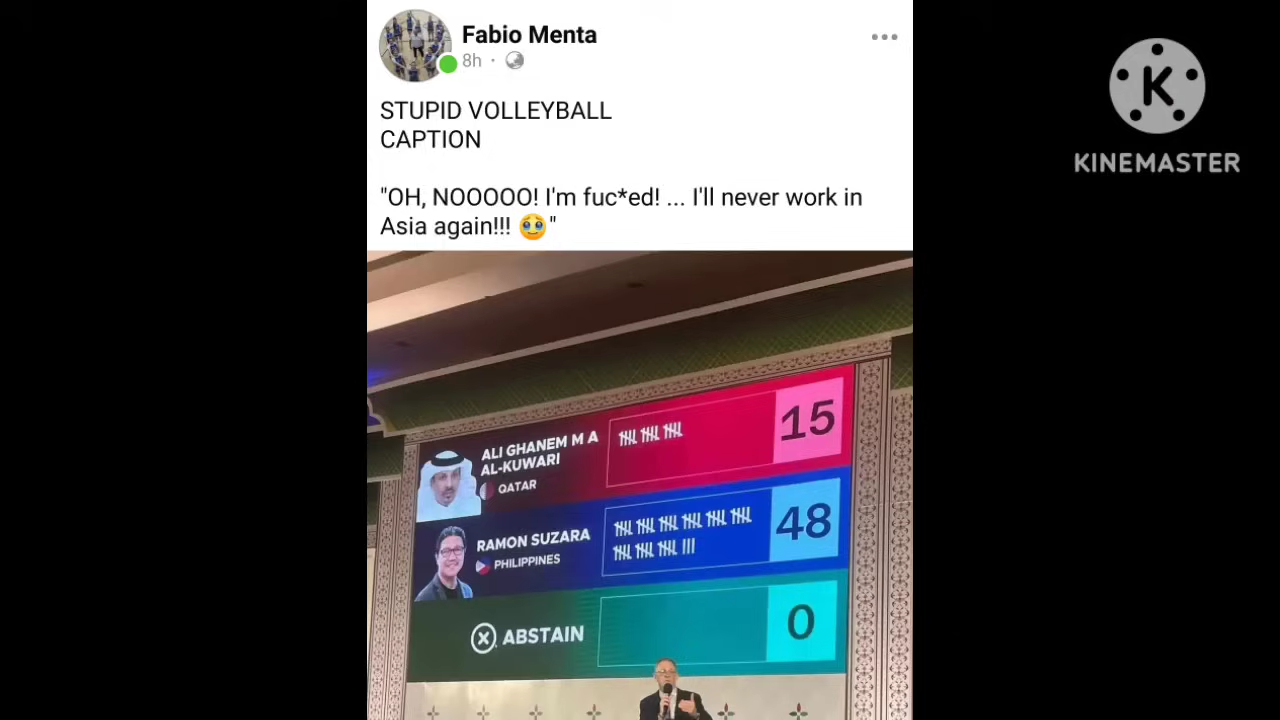 Fabio Menta
8h ·
STUPID VOLLEYBALL
CAPTION
"OH, NOOOOO! I'm fuc*ed! ... I'll never work in
Asia again!!! 🥹"
KINEMASTER
ALI GHANEM M A
AL-KUWARI
QATAR
15
RAMON SUZARA
PHILIPPINES
48
ABSTAIN
0